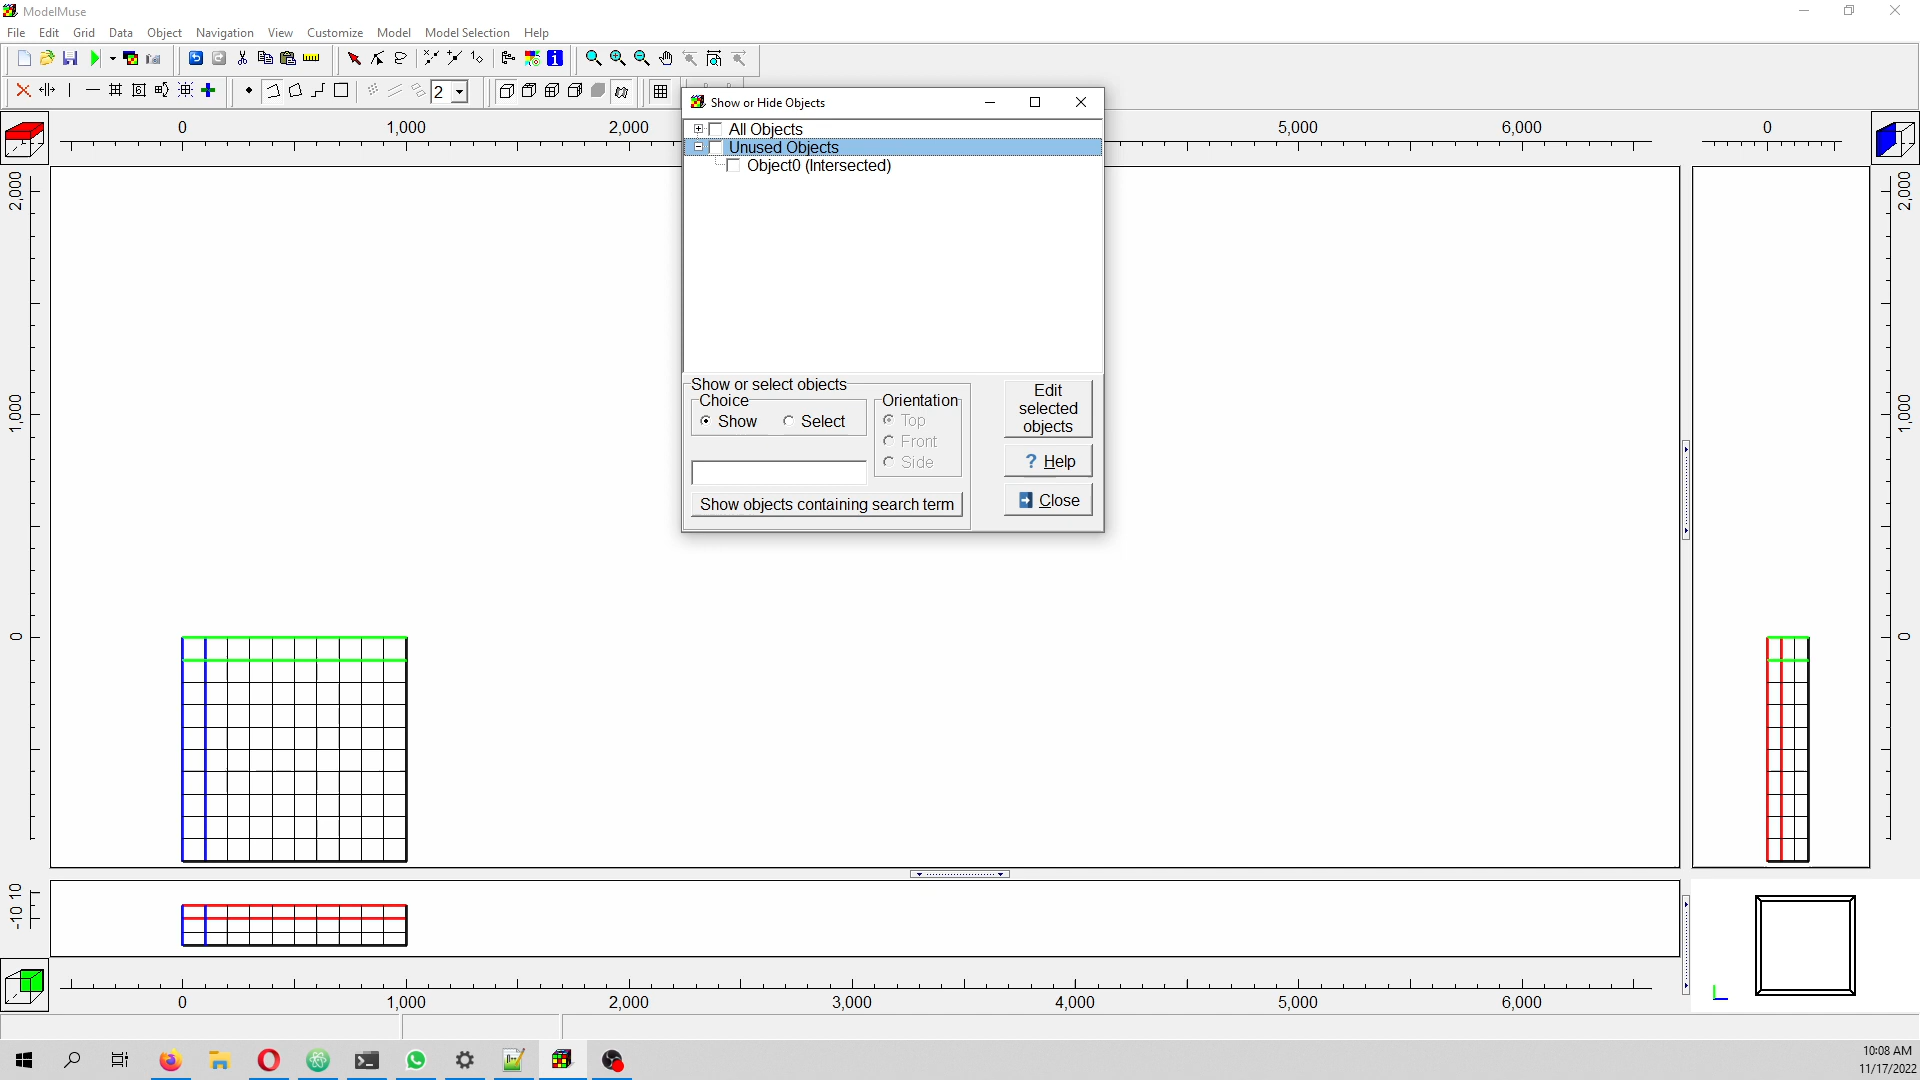 ModelMuse
File Edit Grid Data Object Navigation View Customize Model Model Selection Help
2
Show or Hide Objects
All Objects
Unused Objects
Object0 (Intersected)
Show or select objects
Choice
Show Select
Orientation
Top
Front
Side
Show objects containing search term
Edit
selected
objects
? Help
Close
0 1,000 2,000 5,000 6,000
0
2,000
1,000
0
2,000
1,000
0
-10 10
0 1,000 2,000 3,000 4,000 5,000 6,000
10:08 AM
11/17/2022